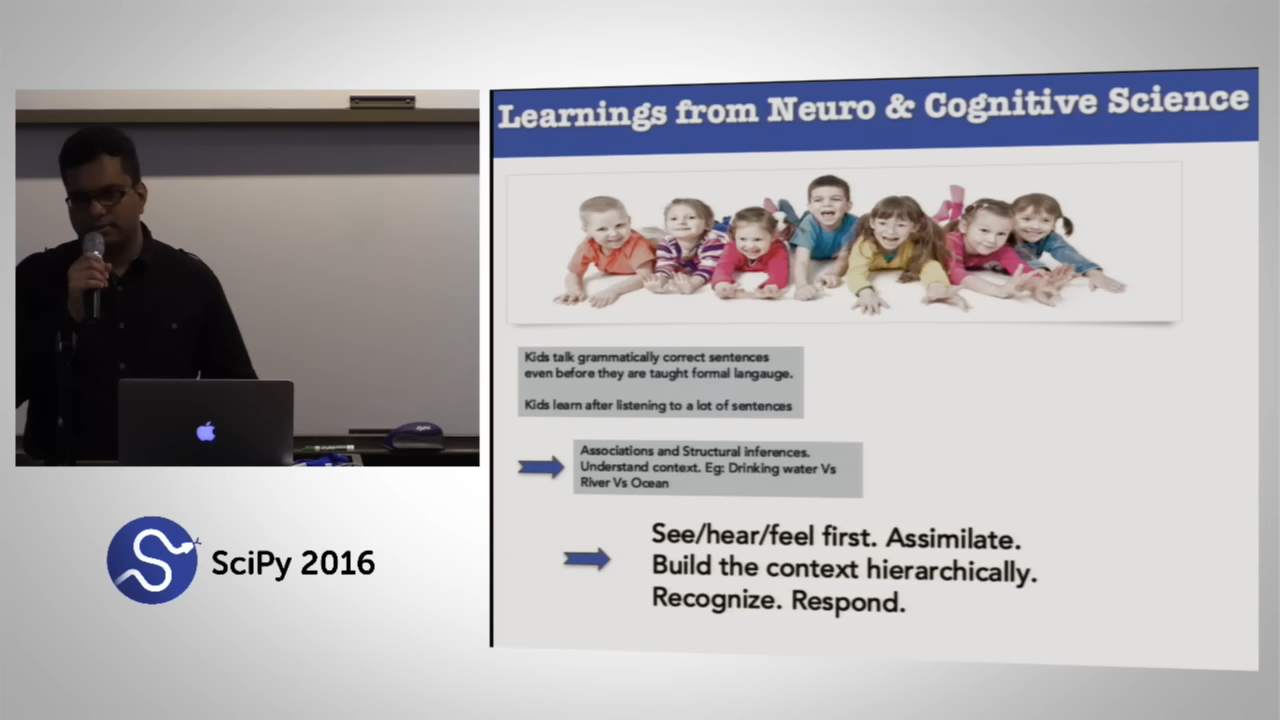 Learnings from Neuro & Cognitive Science
Kids talk grammatically correct sentences
even before they are taught formal langauge.
Kids learn after listening to a lot of sentences
Associations and Structural inferences.
Understand context. Eg: Drinking water Vs
River Vs Ocean
See/hear/feel first. Assimilate.
Build the context hierarchically.
Recognize. Respond.
SciPy 2016